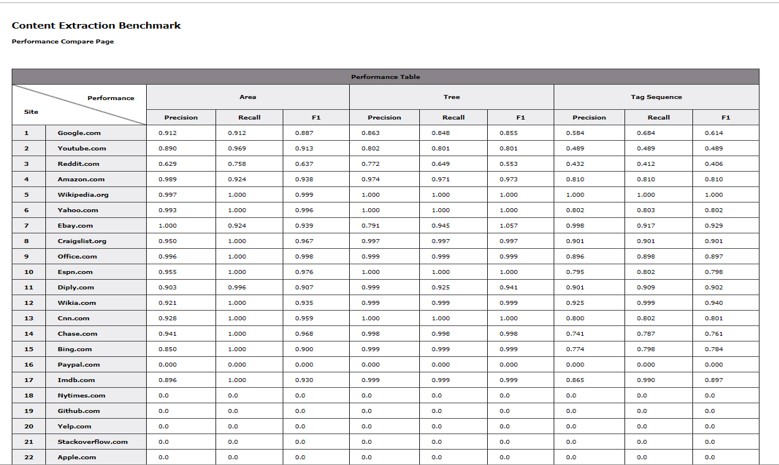 Content Extraction Benchmark
Performance Compare Page
Performance Table
Performance Site Area Tree Tag Sequence
Precision Recall F1 Precision Recall F1 Precision Recall F1
1 Google.com 0.912 0.912 0.887 0.863 0.848 0.855 0.584 0.684 0.614
2 Youtube.com 0.890 0.969 0.913 0.802 0.801 0.801 0.489 0.489 0.489
3 Reddit.com 0.629 0.758 0.637 0.772 0.649 0.553 0.432 0.412 0.406
4 Amazon.com 0.989 0.924 0.938 0.974 0.971 0.973 0.810 0.810 0.810
5 Wikipedia.org 0.997 1.000 0.999 1.000 1.000 1.000 1.000 1.000 1.000
6 Yahoo.com 0.993 1.000 0.996 1.000 1.000 1.000 0.802 0.803 0.802
7 Ebay.com 1.000 0.924 0.939 0.791 0.945 1.057 0.998 0.917 0.929
8 Craigslist.org 0.950 1.000 0.967 0.997 0.997 0.997 0.901 0.901 0.901
9 Office.com 0.996 1.000 0.998 0.999 0.999 0.999 0.896 0.898 0.897
10 Espn.com 0.955 1.000 0.976 1.000 1.000 1.000 0.795 0.802 0.798
11 Diply.com 0.903 0.996 0.907 0.999 0.925 0.941 0.901 0.909 0.902
12 Wikia.com 0.921 1.000 0.935 0.999 0.999 0.999 0.925 0.999 0.940
13 Cnn.com 0.928 1.000 0.959 1.000 1.000 1.000 0.800 0.802 0.801
14 Chase.com 0.941 1.000 0.968 0.998 0.998 0.998 0.741 0.787 0.761
15 Bing.com 0.850 1.000 0.900 0.999 0.999 0.999 0.774 0.798 0.784
16 Paypal.com 0.000 0.000 0.000 0.000 0.000 0.000 0.000 0.000 0.000
17 Imdb.com 0.896 1.000 0.930 0.999 0.999 0.999 0.865 0.990 0.897
18 Nytimes.com 0.0 0.0 0.0 0.0 0.0 0.0 0.0 0.0 0.0
19 Github.com 0.0 0.0 0.0 0.0 0.0 0.0 0.0 0.0 0.0
20 Yelp.com 0.0 0.0 0.0 0.0 0.0 0.0 0.0 0.0 0.0
21 Stackoverflow.com 0.0 0.0 0.0 0.0 0.0 0.0 0.0 0.0 0.0
22 Apple.com 0.0 0.0 0.0 0.0 0.0 0.0 0.0 0.0 0.0